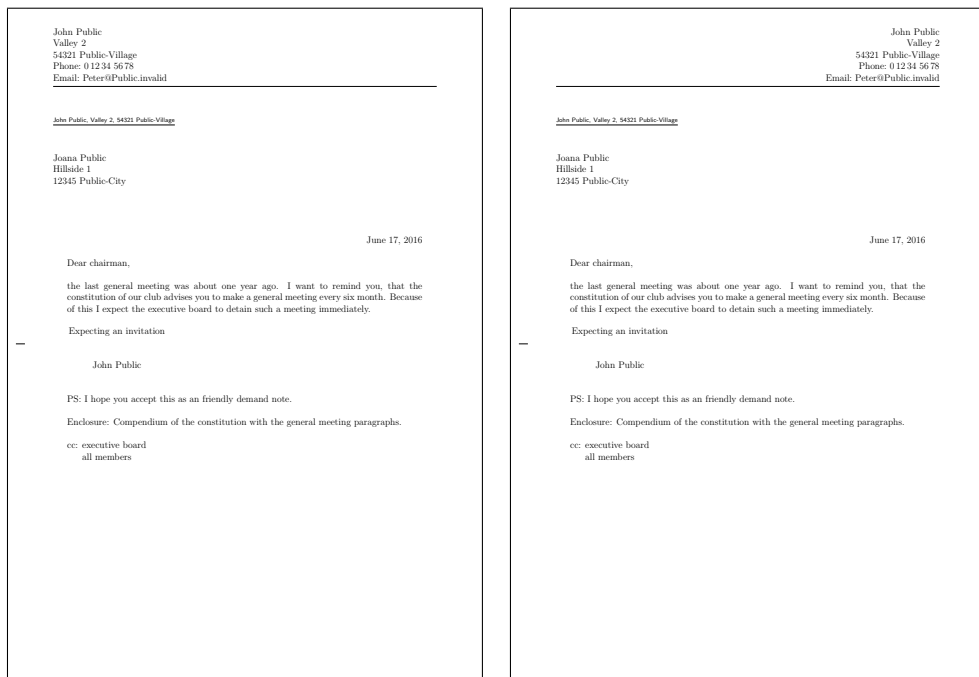 John Public
Valley 2
54321 Public-Village
Phone: 0 12 34 56 78
Email: Peter@Public.invalid
John Public, Valley 2, 54321 Public-Village
Joana Public
Hillside 1
12345 Public-City
June 17, 2016
Dear chairman,
the last general meeting was about one year ago. I want to remind you, that the
constitution of our club advises you to make a general meeting every six month. Because
of this I expect the executive board to detain such a meeting immediately.
Expecting an invitation
John Public
PS: I hope you accept this as an friendly demand note.
Enclosure: Compendium of the constitution with the general meeting paragraphs.
cc: executive board
all members
John Public
Valley 2
54321 Public-Village
Phone: 0 12 34 56 78
Email: Peter@Public.invalid
John Public, Valley 2, 54321 Public-Village
Joana Public
Hillside 1
12345 Public-City
June 17, 2016
Dear chairman,
the last general meeting was about one year ago. I want to remind you, that the
constitution of our club advises you to make a general meeting every six month. Because
of this I expect the executive board to detain such a meeting immediately.
Expecting an invitation
John Public
PS: I hope you accept this as an friendly demand note.
Enclosure: Compendium of the constitution with the general meeting paragraphs.
cc: executive board
all members